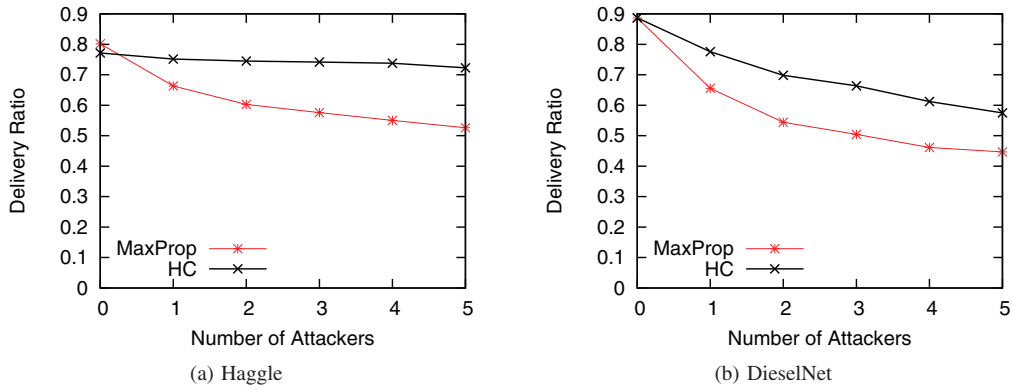 0.9
0.8
0.7
0.6
0.5
0.4
0.3
0.2
0.1
0
Delivery Ratio
MaxProp
HC
0 1 2 3 4 5
Number of Attackers
(a) Haggle
0.9
0.8
0.7
0.6
0.5
0.4
0.3
0.2
0.1
0
Delivery Ratio
MaxProp
HC
0 1 2 3 4 5
Number of Attackers
(b) DieselNet